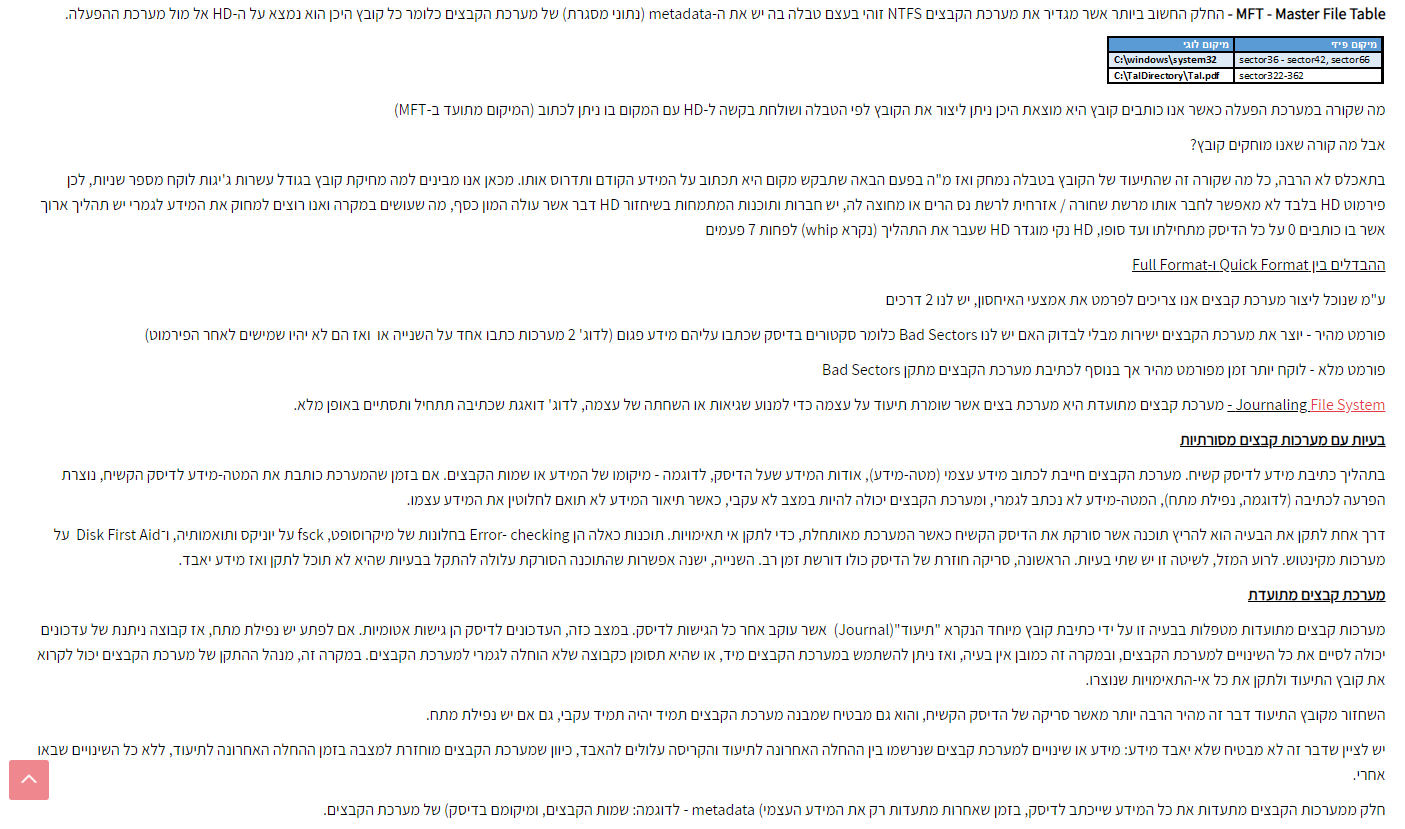 MFT - Master File Table - החלק החשוב ביותר אשר מגדיר את מערכת הקבצים NTFS זוהי בעצם טבלה בה יש את ה-metadata (נתוני מסגרת) של מערכת הקבצים כלומר כל קובץ היכן הוא נמצא על ה-HD אל מול מערכת ההפעלה.
מיקום פיזי מיקום לוגי
sector36 - sector42, sector66 C:\windows\system32
sector322-362 C:\TalDirectory\Tal.pdf
מה שקורה במערכת הפעלה כאשר אנו כותבים קובץ היא מוצאת היכן ניתן ליצור את הקובץ לפי הטבלה ושולחת בקשה ל-HD עם המקום בו ניתן לכתוב (המיקום מתועד ב-MFT)
אבל מה קורה שאנו מוחקים קובץ?
בתאכלס לא הרבה, כל מה שקורה זה שהתיעוד של הקובץ בטבלה נמחק ואז מ"ה בפעם הבאה שתבקש מקום היא תכתוב על המידע הקודם ותדרוס אותו. מכאן אנו מבינים למה מחיקת קובץ בגודל עשרות ג'יגות לוקח מספר שניות, לכן
פירמוט HD בלבד לא מאפשר לחבר אותו מרשת שחורה / אזרחית לרשת נס הרים או מחוצה לה, יש חברות ותוכנות המתמחות בשיחזור HD דבר אשר עולה המון כסף, מה שעושים במקרה ואנו רוצים למחוק את המידע לגמרי יש תהליך ארוך
אשר בו כותבים 0 על כל הדיסק מתחילתו ועד סופו, HD נקי מוגדר HD שעבר את התהליך (נקרא whip) לפחות 7 פעמים
ההבדלים בין Quick Format ו-Full Format
ע"מ שנוכל ליצור מערכת קבצים אנו צריכים לפרמט את אמצעי האיחסון, יש לנו 2 דרכים
פורמט מהיר - יוצר את מערכת הקבצים ישירות מבלי לבדוק האם יש לנו Bad Sectors כלומר סקטורים בדיסק שכתבו עליהם מידע פגום (לדוג' 2 מערכות כתבו אחד על השנייה או  ואז הם לא יהיו שמישים לאחר הפירמוט)
פורמט מלא - לוקח יותר זמן מפורמט מהיר אך בנוסף לכתיבת מערכת הקבצים מתקן Bad Sectors
Journaling File System - מערכת קבצים מתועדת היא מערכת בצים אשר שומרת תיעוד על עצמה כדי למנוע שגיאות או השחתה של עצמה, לדוג' דואגת שכתיבה תתחיל ותסתיים באופן מלא.
בעיות עם מערכות קבצים מסורתיות
בתהליך כתיבת מידע לדיסק קשיח. מערכת הקבצים חייבת לכתוב מידע עצמי (מטה-מידע), אודות המידע שעל הדיסק, לדוגמה - מיקומו של המידע או שמות הקבצים. אם בזמן שהמערכת כותבת את המטה-מידע לדיסק הקשיח, נוצרת
הפרעה לכתיבה (לדוגמה, נפילת מתח), המטה-מידע לא נכתב לגמרי, ומערכת הקבצים יכולה להיות במצב לא עקבי, כאשר תיאור המידע לא תואם לחלוטין את המידע עצמו.
דרך אחת לתקן את הבעיה הוא להריץ תוכנה אשר סורקת את הדיסק הקשיח כאשר המערכת מאותחלת, כדי לתקן אי תאימויות. תוכנות כאלה הן Error- checking בחלונות של מיקרוסופט, fsck על יוניקס ותואמותיה, ו־Disk First Aid  על
מערכות מקינטוש. לרוע המזל, לשיטה זו יש שתי בעיות. הראשונה, סריקה חוזרת של הדיסק כולו דורשת זמן רב. השנייה, ישנה אפשרות שהתוכנה הסורקת עלולה להתקל בבעיות שהיא לא תוכל לתקן ואז מידע יאבד.
מערכת קבצים מתועדת
מערכות קבצים מתועדות מטפלות בבעיה זו על ידי כתיבת קובץ מיוחד הנקרא "תיעוד"(Journal)  אשר עוקב אחר כל הגישות לדיסק. במצב כזה, העדכונים לדיסק הן גישות אטומיות. אם לפתע יש נפילת מתח, אז קבוצה ניתנת של עדכונים
יכולה לסיים את כל השינויים למערכת הקבצים, ובמקרה זה כמובן אין בעיה, ואז ניתן להשתמש במערכת הקבצים מיד, או שהיא תסומן כקבוצה שלא הוחלה לגמרי למערכת הקבצים. במקרה זה, מנהל ההתקן של מערכת הקבצים יכול לקרוא
את קובץ התיעוד ולתקן את כל אי-התאימויות שנוצרו.
השחזור מקובץ התיעוד דבר זה מהיר הרבה יותר מאשר סריקה של הדיסק הקשיח, והוא גם מבטיח שמבנה מערכת הקבצים תמיד יהיה תמיד עקבי, גם אם יש נפילת מתח.
יש לציין שדבר זה לא מבטיח שלא יאבד מידע: מידע או שינויים למערכת קבצים שנרשמו בין ההחלה האחרונה לתיעוד והקריסה עלולים להאבד, כיוון שמערכת הקבצים מוחזרת למצבה בזמן ההחלה האחרונה לתיעוד, ללא כל השינויים שבאו
אחרי.
חלק ממערכות הקבצים מתעדות את כל המידע שייכתב לדיסק, בזמן שאחרות מתעדות רק את המידע העצמי) metadata - לדוגמה: שמות הקבצים, ומיקומם בדיסק) של מערכת הקבצים.